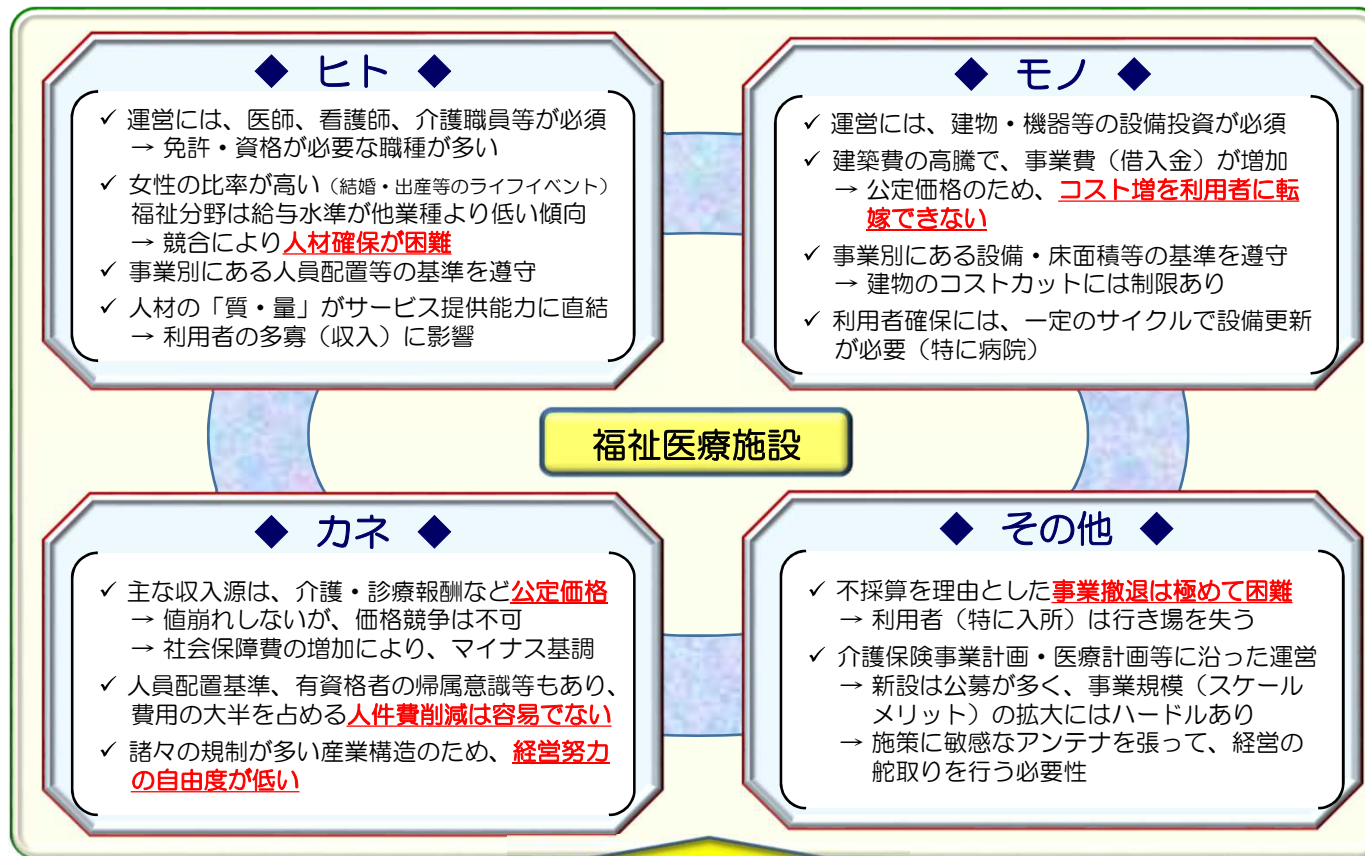 ◆ ヒト ◆
✓ 運営には、医師、看護師、介護職員等が必須
→ 免許・資格が必要な職種が多い
✓ 女性の比率が高い（結婚・出産等のライフイベント）
福祉分野は給与水準が他業種より低い傾向
→ 競合により人材確保が困難
✓ 事業別にある人員配置等の基準を遵守
✓ 人材の「質・量」がサービス提供能力に直結
→ 利用者の多寡（収入）に影響
◆ モノ ◆
✓ 運営には、建物・機器等の設備投資が必須
✓ 建築費の高騰で、事業費（借入金）が増加
→ 公定価格のため、コスト増を利用者に転
嫁できない
✓ 事業別にある設備・床面積等の基準を遵守
→ 建物のコストカットには制限あり
✓ 利用者確保には、一定のサイクルで設備更新
が必要（特に病院）
福祉医療施設
◆ カネ ◆
✓ 主な収入源は、介護・診療報酬など公定価格
→ 値崩れしないが、価格競争は不可
→ 社会保障費の増加により、マイナス基調
✓ 人員配置基準、有資格者の帰属意識等もあり、
費用の大半を占める人件費削減は容易でない
✓ 諸々の規制が多い産業構造のため、経営努力
の自由度が低い
◆ その他 ◆
✓ 不採算を理由とした事業撤退は極めて困難
→ 利用者（特に入所）は行き場を失う
✓ 介護保険事業計画・医療計画等に沿った運営
→ 新設は公募が多く、事業規模（スケール
メリット）の拡大にはハードルあり
→ 施策に敏感なアンテナを張って、経営の
舵取りを行う必要性